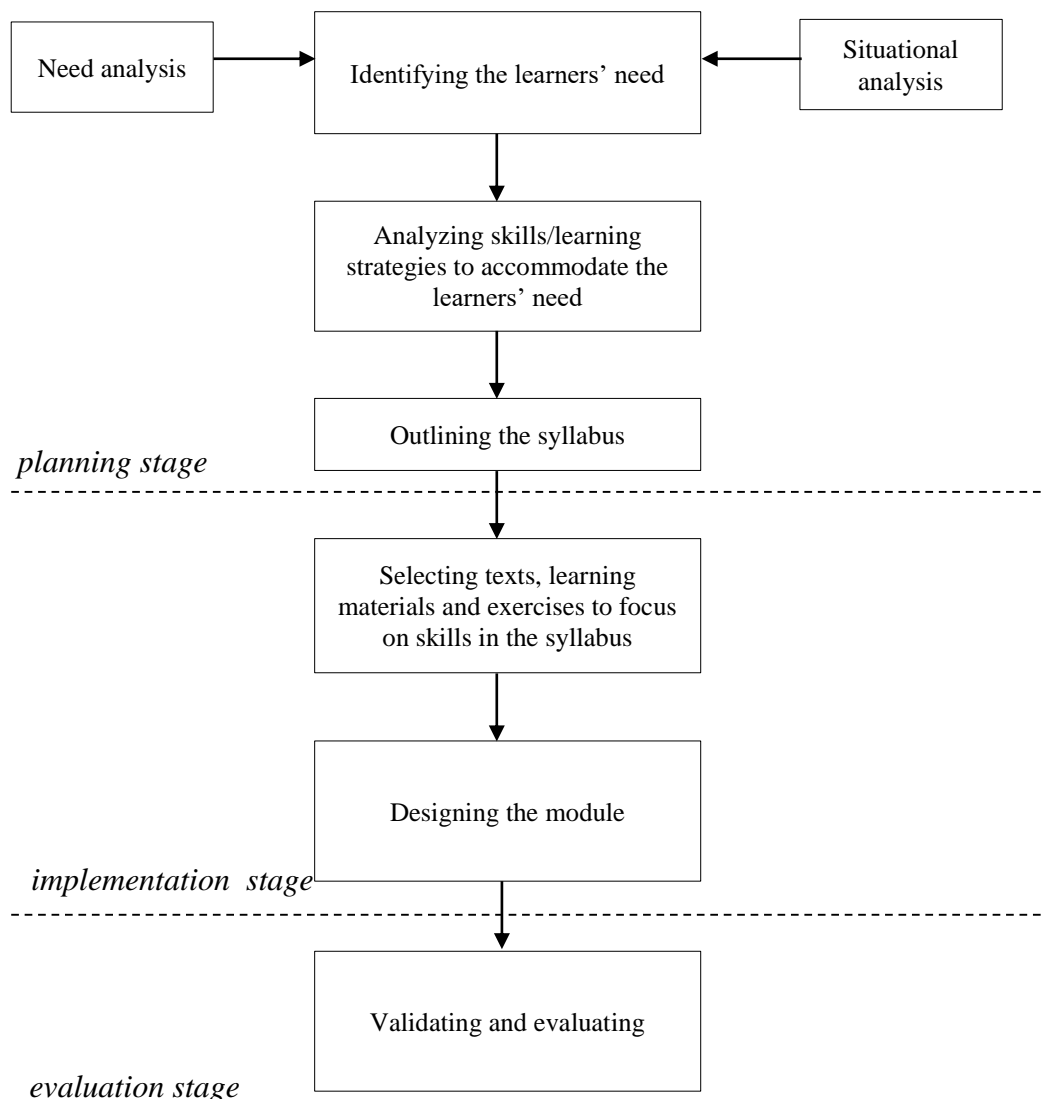 Need analysis
Identifying the learners’ need
Situational
analysis
Analyzing skills/learning
strategies to accommodate the
learners’ need
Outlining the syllabus
planning stage
Selecting texts, learning
materials and exercises to focus
on skills in the syllabus
Designing the module
implementation stage
Validating and evaluating
evaluation stage